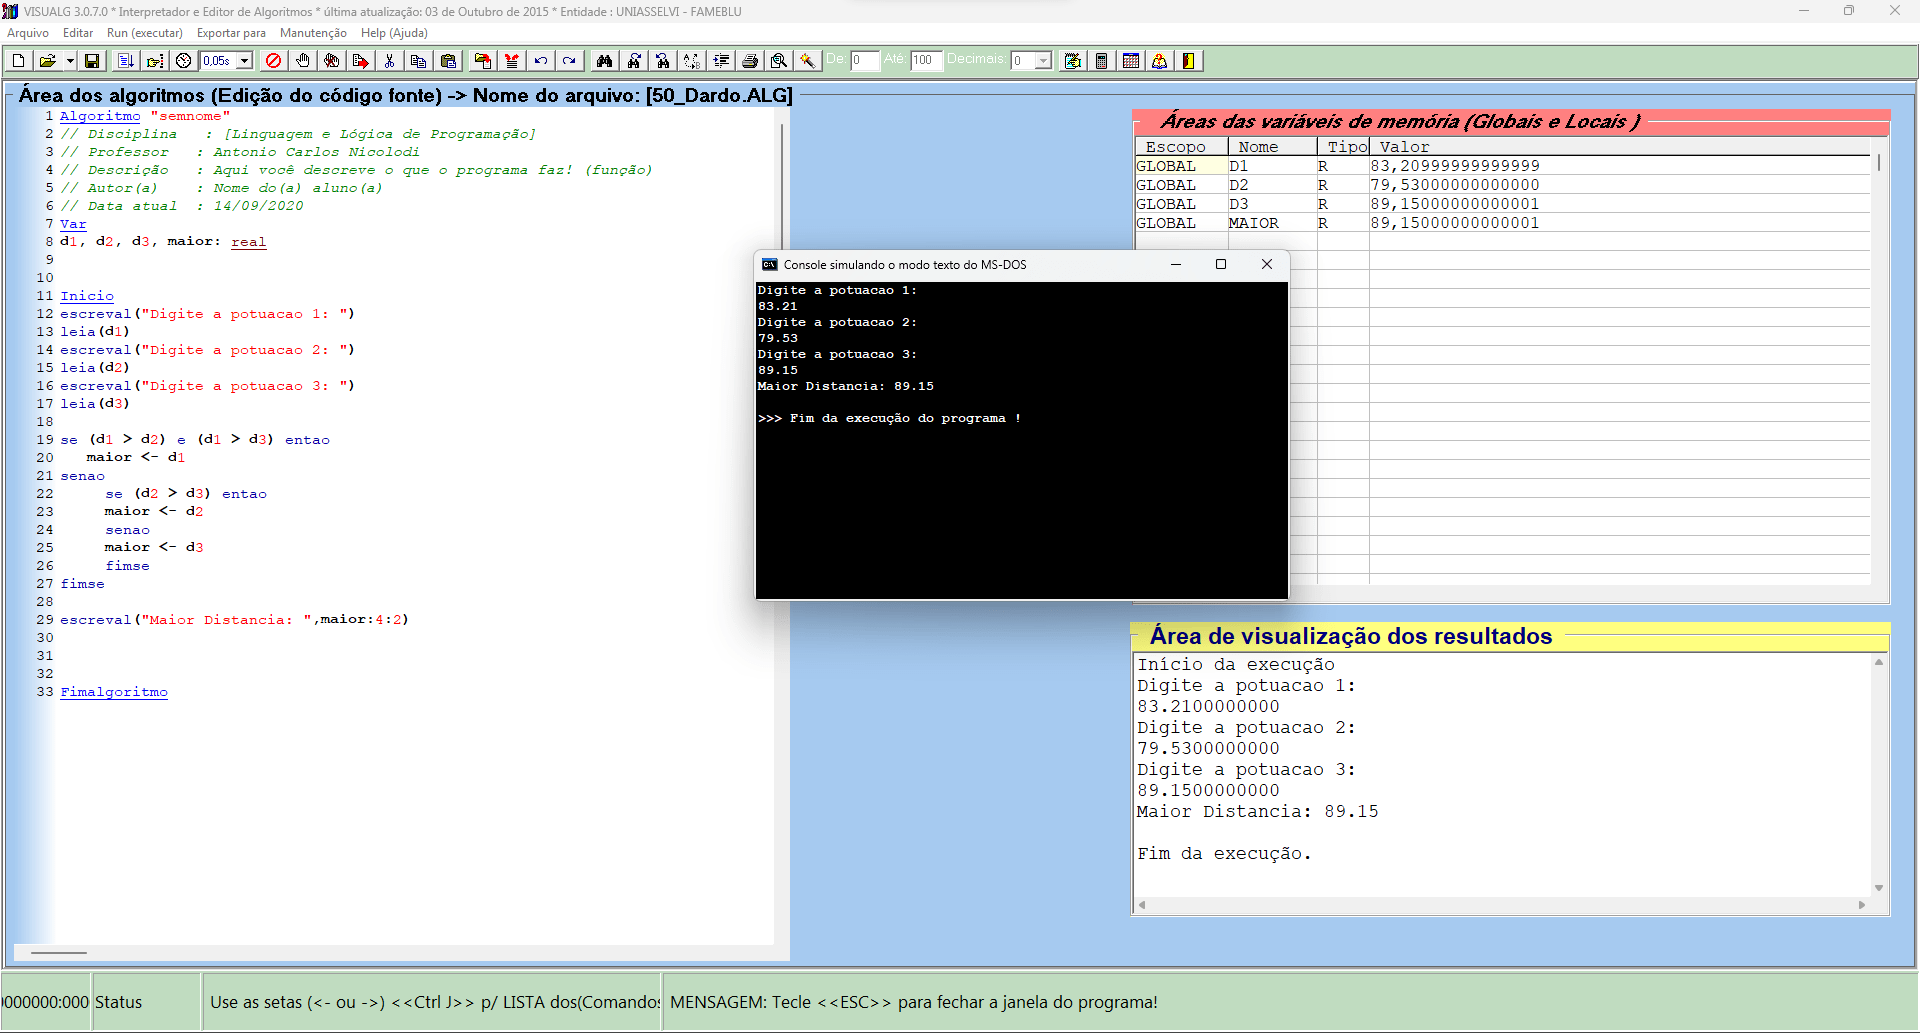 VISUALG 3.0.7.0 * Interpretador e Editor de Algoritmos * última atualização: 03 de Outubro de 2015 * Entidade : UNIASSELVI - FAMEBLU
Arquivo Editar Run (executar) Exportar para Manutenção Help (Ajuda)
0,05s De: 0 Até: 100 Decimais: 0
Área dos algoritmos (Edição do código fonte) -> Nome do arquivo: [50_Dardo.ALG]
1 Algoritmo "semnome"
2 // Disciplina : [Linguagem e Lógica de Programação]
3 // Professor : Antonio Carlos Nicolodi
4 // Descrição : Aqui você descreve o que o programa faz! (função)
5 // Autor(a) : Nome do(a) aluno(a)
6 // Data atual : 14/09/2020
7 Var
8 d1, d2, d3, maior: real
9
10
11 Inicio
12 escreval("Digite a potuacao 1: ")
13 leia(d1)
14 escreval("Digite a potuacao 2: ")
15 leia(d2)
16 escreval("Digite a potuacao 3: ")
17 leia(d3)
18
19 se (d1 > d2) e (d1 > d3) entao
20 maior <- d1
21 senao
22 se (d2 > d3) entao
23 maior <- d2
24 senao
25 maior <- d3
26 fimse
27 fimse
28
29 escreval("Maior Distancia: ",maior:4:2)
30
31
32
33 Fimalgoritmo
Áreas das variáveis de memória (Globais e Locais )
Escopo Nome Tipo Valor
GLOBAL D1 R 83,20999999999999
GLOBAL D2 R 79,53000000000000
GLOBAL D3 R 89,15000000000001
GLOBAL MAIOR R 89,15000000000001
Console simulando o modo texto do MS-DOS
Digite a potuacao 1:
83.21
Digite a potuacao 2:
79.53
Digite a potuacao 3:
89.15
Maior Distancia: 89.15
>>> Fim da execução do programa !
Área de visualização dos resultados
Início da execução
Digite a potuacao 1:
83.2100000000
Digite a potuacao 2:
79.5300000000
Digite a potuacao 3:
89.1500000000
Maior Distancia: 89.15
Fim da execução.
0000000:000 Status Use as setas (<- ou ->) <<Ctrl J>> p/ LISTA dos(Comandos MENSAGEM: Tecle <<ESC>> para fechar a janela do programa!